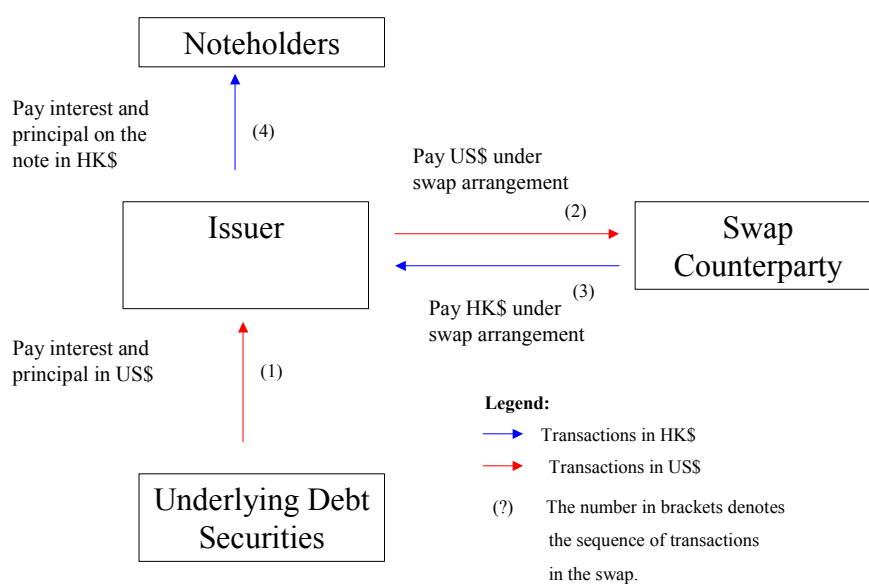 Noteholders
Pay interest and
principal on the
note in HK$
(4)
Pay US$ under
swap arrangement
(2)
Issuer
Swap
Counterparty
(3)
Pay HK$ under
swap arrangement
Pay interest and
principal in US$
(1)
Legend:
Transactions in HK$
Transactions in US$
Underlying Debt
Securities
(?) The number in brackets denotes
the sequence of transactions
in the swap.